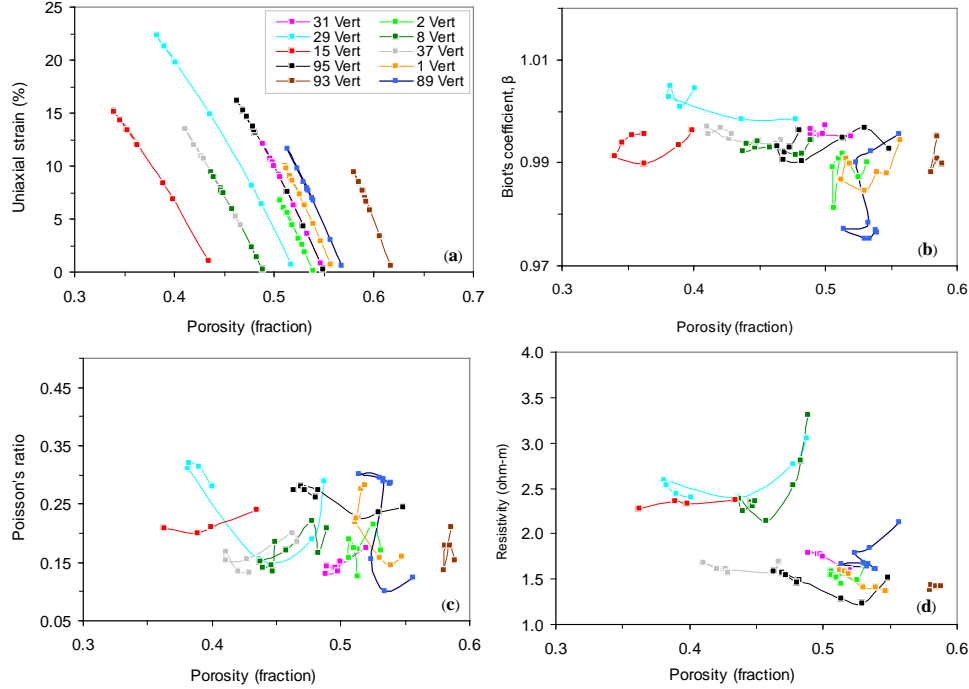 Uniaxial strain (%)
25
20
15
10
5
0
0.3 0.4 0.5 0.6 0.7
Porosity (fraction)
31 Vert 2 Vert
29 Vert 8 Vert
15 Vert 37 Vert
95 Vert 1 Vert
93 Vert 89 Vert
(a)
Biot's coefficient, β
1.01
0.99
0.97
0.3 0.4 0.5 0.6
Porosity (fraction)
(b)
Poisson's ratio
0.45
0.35
0.25
0.15
0.05
0.3 0.4 0.5 0.6
Porosity (fraction)
(c)
Resistivity (ohm-m)
4.0
3.5
3.0
2.5
2.0
1.5
1.0
0.3 0.4 0.5 0.6
Porosity (fraction)
(d)